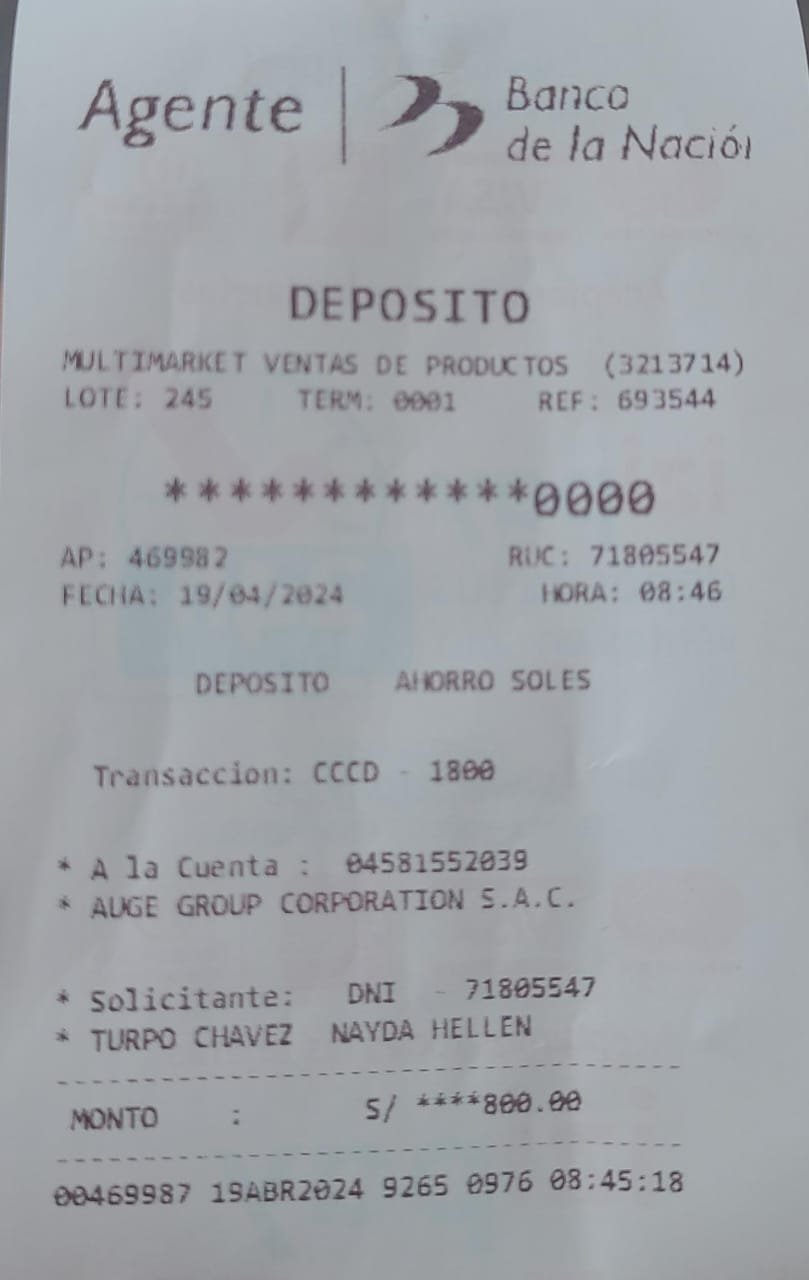 Agente
Banco
de la Nación
DEPOSITO
MULTIMARKET VENTAS DE PRODUCTOS (3213714)
LOTE: 245 TERM: 0001 REF: 693544
************0000
AP: 469982 RUC: 71805547
FECHA: 19/04/2024 HORA: 08:46
DEPOSITO AHORRO SOLES
Transaccion: CCCD - 1800
* A la Cuenta : 04581552039
* AUGE GROUP CORPORATION S.A.C.
* Solicitante: DNI - 71805547
* TURPO CHAVEZ NAYDA HELLEN
MONTO : S/ ****800.00
00469987 19ABR2024 9265 0976 08:45:18